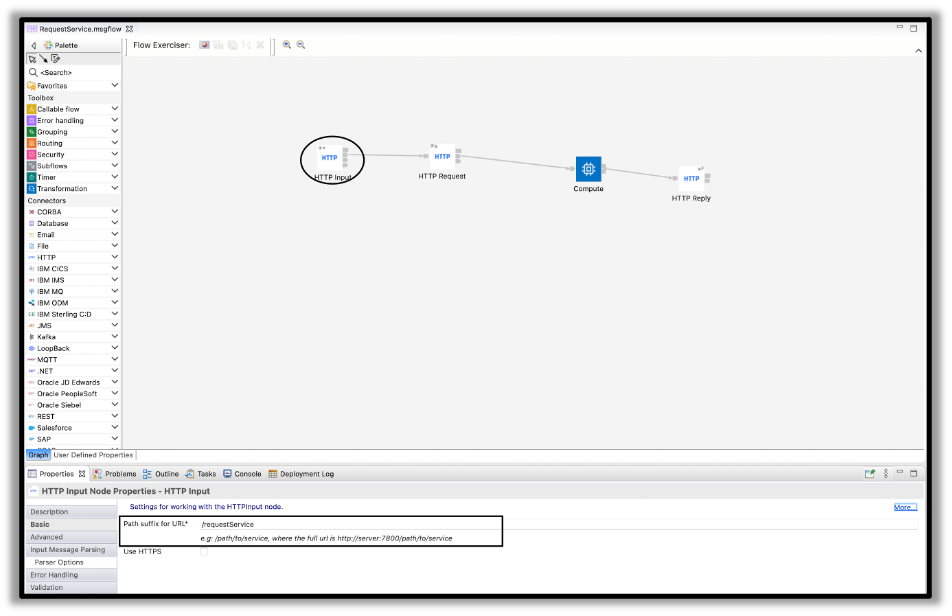 RequestService.msgflow
Palette
Flow Exerciser:
<Search>
Favorites
Toolbox
Callable flow
Error handling
Grouping
Routing
Security
Subflows
Timer
Transformation
Connectors
CORBA
Database
Email
File
HTTP
IBM CICS
IBM IMS
IBM MQ
IBM ODM
IBM Sterling C:D
JMS
Kafka
LoopBack
MQTT
.NET
Oracle JD Edwards
Oracle PeopleSoft
Oracle Siebel
REST
Salesforce
SAP
HTTP
HTTP Input
HTTP
HTTP Request
Compute
HTTP
HTTP Reply
Graph User Defined Properties
Properties Problems Outline Tasks Console Deployment Log
HTTP Input Node Properties - HTTP Input
Description
Basic
Advanced
Input Message Parsing
Parser Options
Error Handling
Validation
Settings for working with the HTTPInput node.
More...
Path suffix for URL* /requestService
e.g: /path/to/service, where the full url is http://server:7800/path/to/service
Use HTTPS